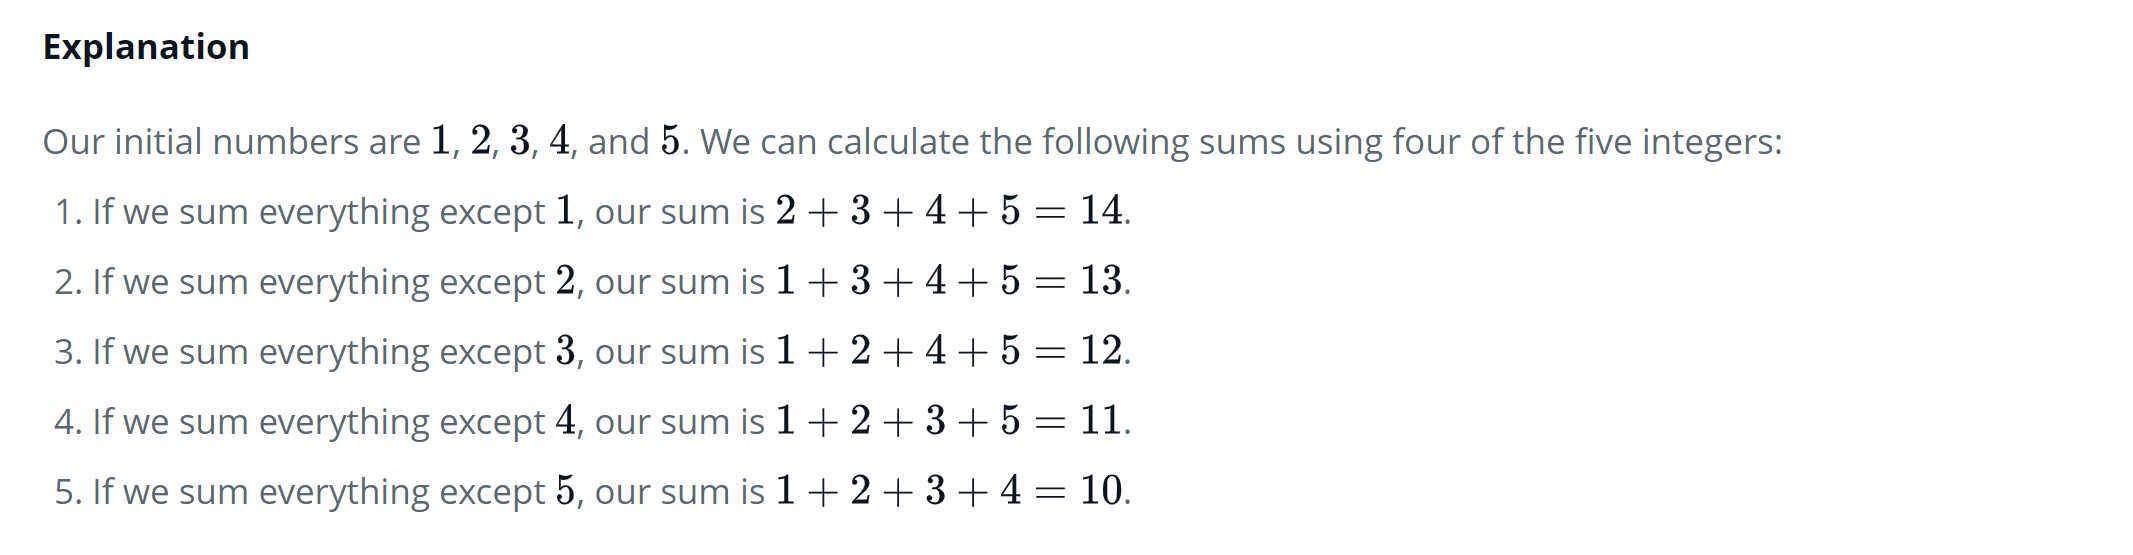 Explanation
Our initial numbers are 1, 2, 3, 4, and 5. We can calculate the following sums using four of the five integers:
1. If we sum everything except 1, our sum is 2 + 3 + 4 + 5 = 14.
2. If we sum everything except 2, our sum is 1 + 3 + 4 + 5 = 13.
3. If we sum everything except 3, our sum is 1 + 2 + 4 + 5 = 12.
4. If we sum everything except 4, our sum is 1 + 2 + 3 + 5 = 11.
5. If we sum everything except 5, our sum is 1 + 2 + 3 + 4 = 10.